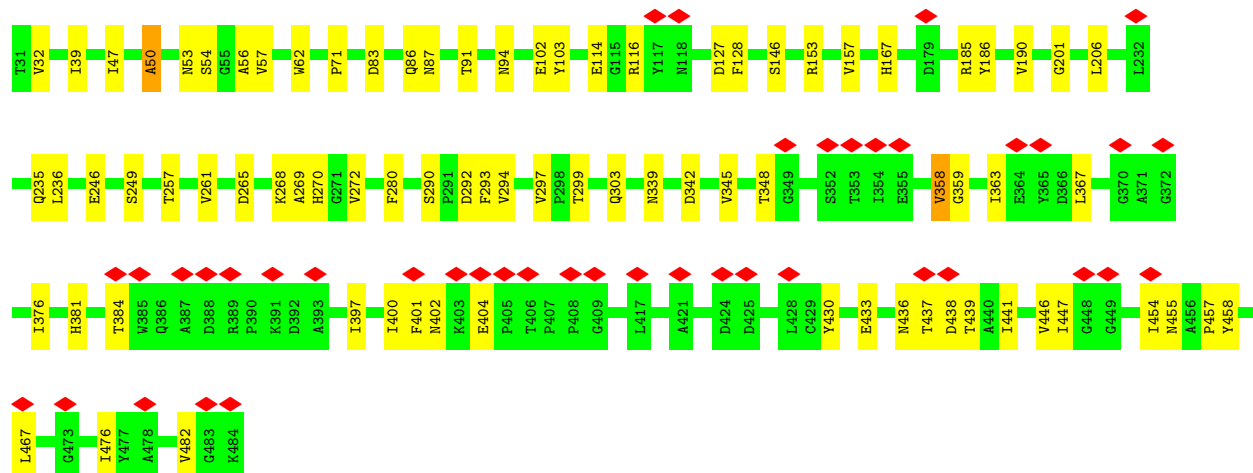 T31 V32 I39 I47 A50 N53 S54 G55 A56 V57 W62 P71 D83 Q86 N87 T91 N94 E102 Y103 E114 G115 R116 Y117 N118 D127 F128 S146 R153 V157 H167 D179 R185 Y186 V190 G201 L206 L232
Q235 L236 E246 S249 T257 V261 D265 K268 A269 H270 G271 V272 F280 S290 P291 D292 F293 V294 V297 P298 T299 Q303 N339 D342 V345 T348 G349 S352 T353 I354 E355 V358 G359 I363 E364 Y365 D366 L367 G370 A371 G372
I376 H381 T384 W385 Q386 A387 D388 R389 P390 K391 D392 A393 I397 I400 F401 N402 K403 E404 P405 T406 P407 P408 G409 L417 A421 D424 D425 L428 C429 Y430 E433 N436 T437 D438 T439 A440 I441 V446 I447 G448 G449 I454 N455 A456 P457 Y458
L467 G473 I476 Y477 A478 V482 G483 K484